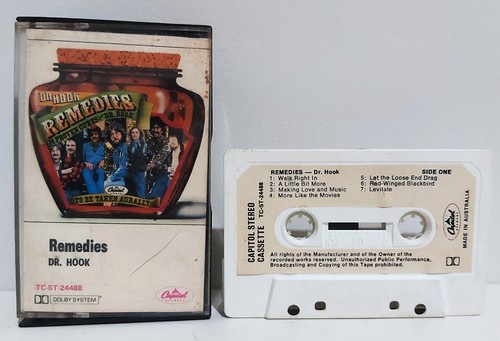 DR. HOOK
REMEDIES
DR. HOOK
Capitol
TO BE TAKEN AURALLY
Remedies
DR. HOOK
TC-ST-24488
DOLBY SYSTEM
Capitol
REMEDIES — Dr. Hook
SIDE ONE
1: Walk Right In
2: A Little Bit More
3: Making Love and Music
4: More Like the Movies
5: Let the Loose End Drag
6: Red-Winged Blackbird
7: Levitate
CAPITOL STEREO
CASSETTE TC-ST-24488
Capitol
MADE IN AUSTRALIA
All rights of the Manufacturer and of the Owner of the
recorded works reserved. Unauthorized Public Performance,
Broadcasting and Copying of this Tape prohibited.